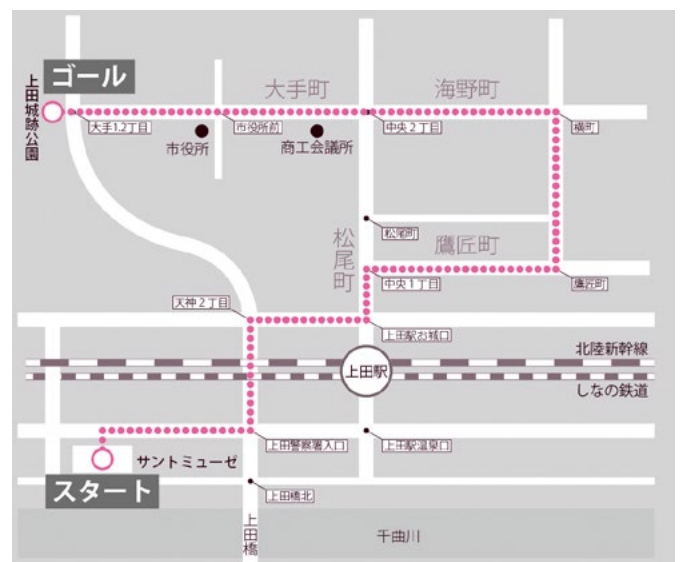 ゴール
上田城跡公園
大手町
海野町
大手1.2丁目
市役所前
中央2丁目
横町
市役所
商工会議所
松尾町
松尾町
鷹匠町
中央1丁目
鷹匠町
天神2丁目
上田駅お城口
北陸新幹線
上田駅
しなの鉄道
サントミューゼ
上田警察署入口
上田駅温泉口
スタート
上田橋北
上田橋
千曲川